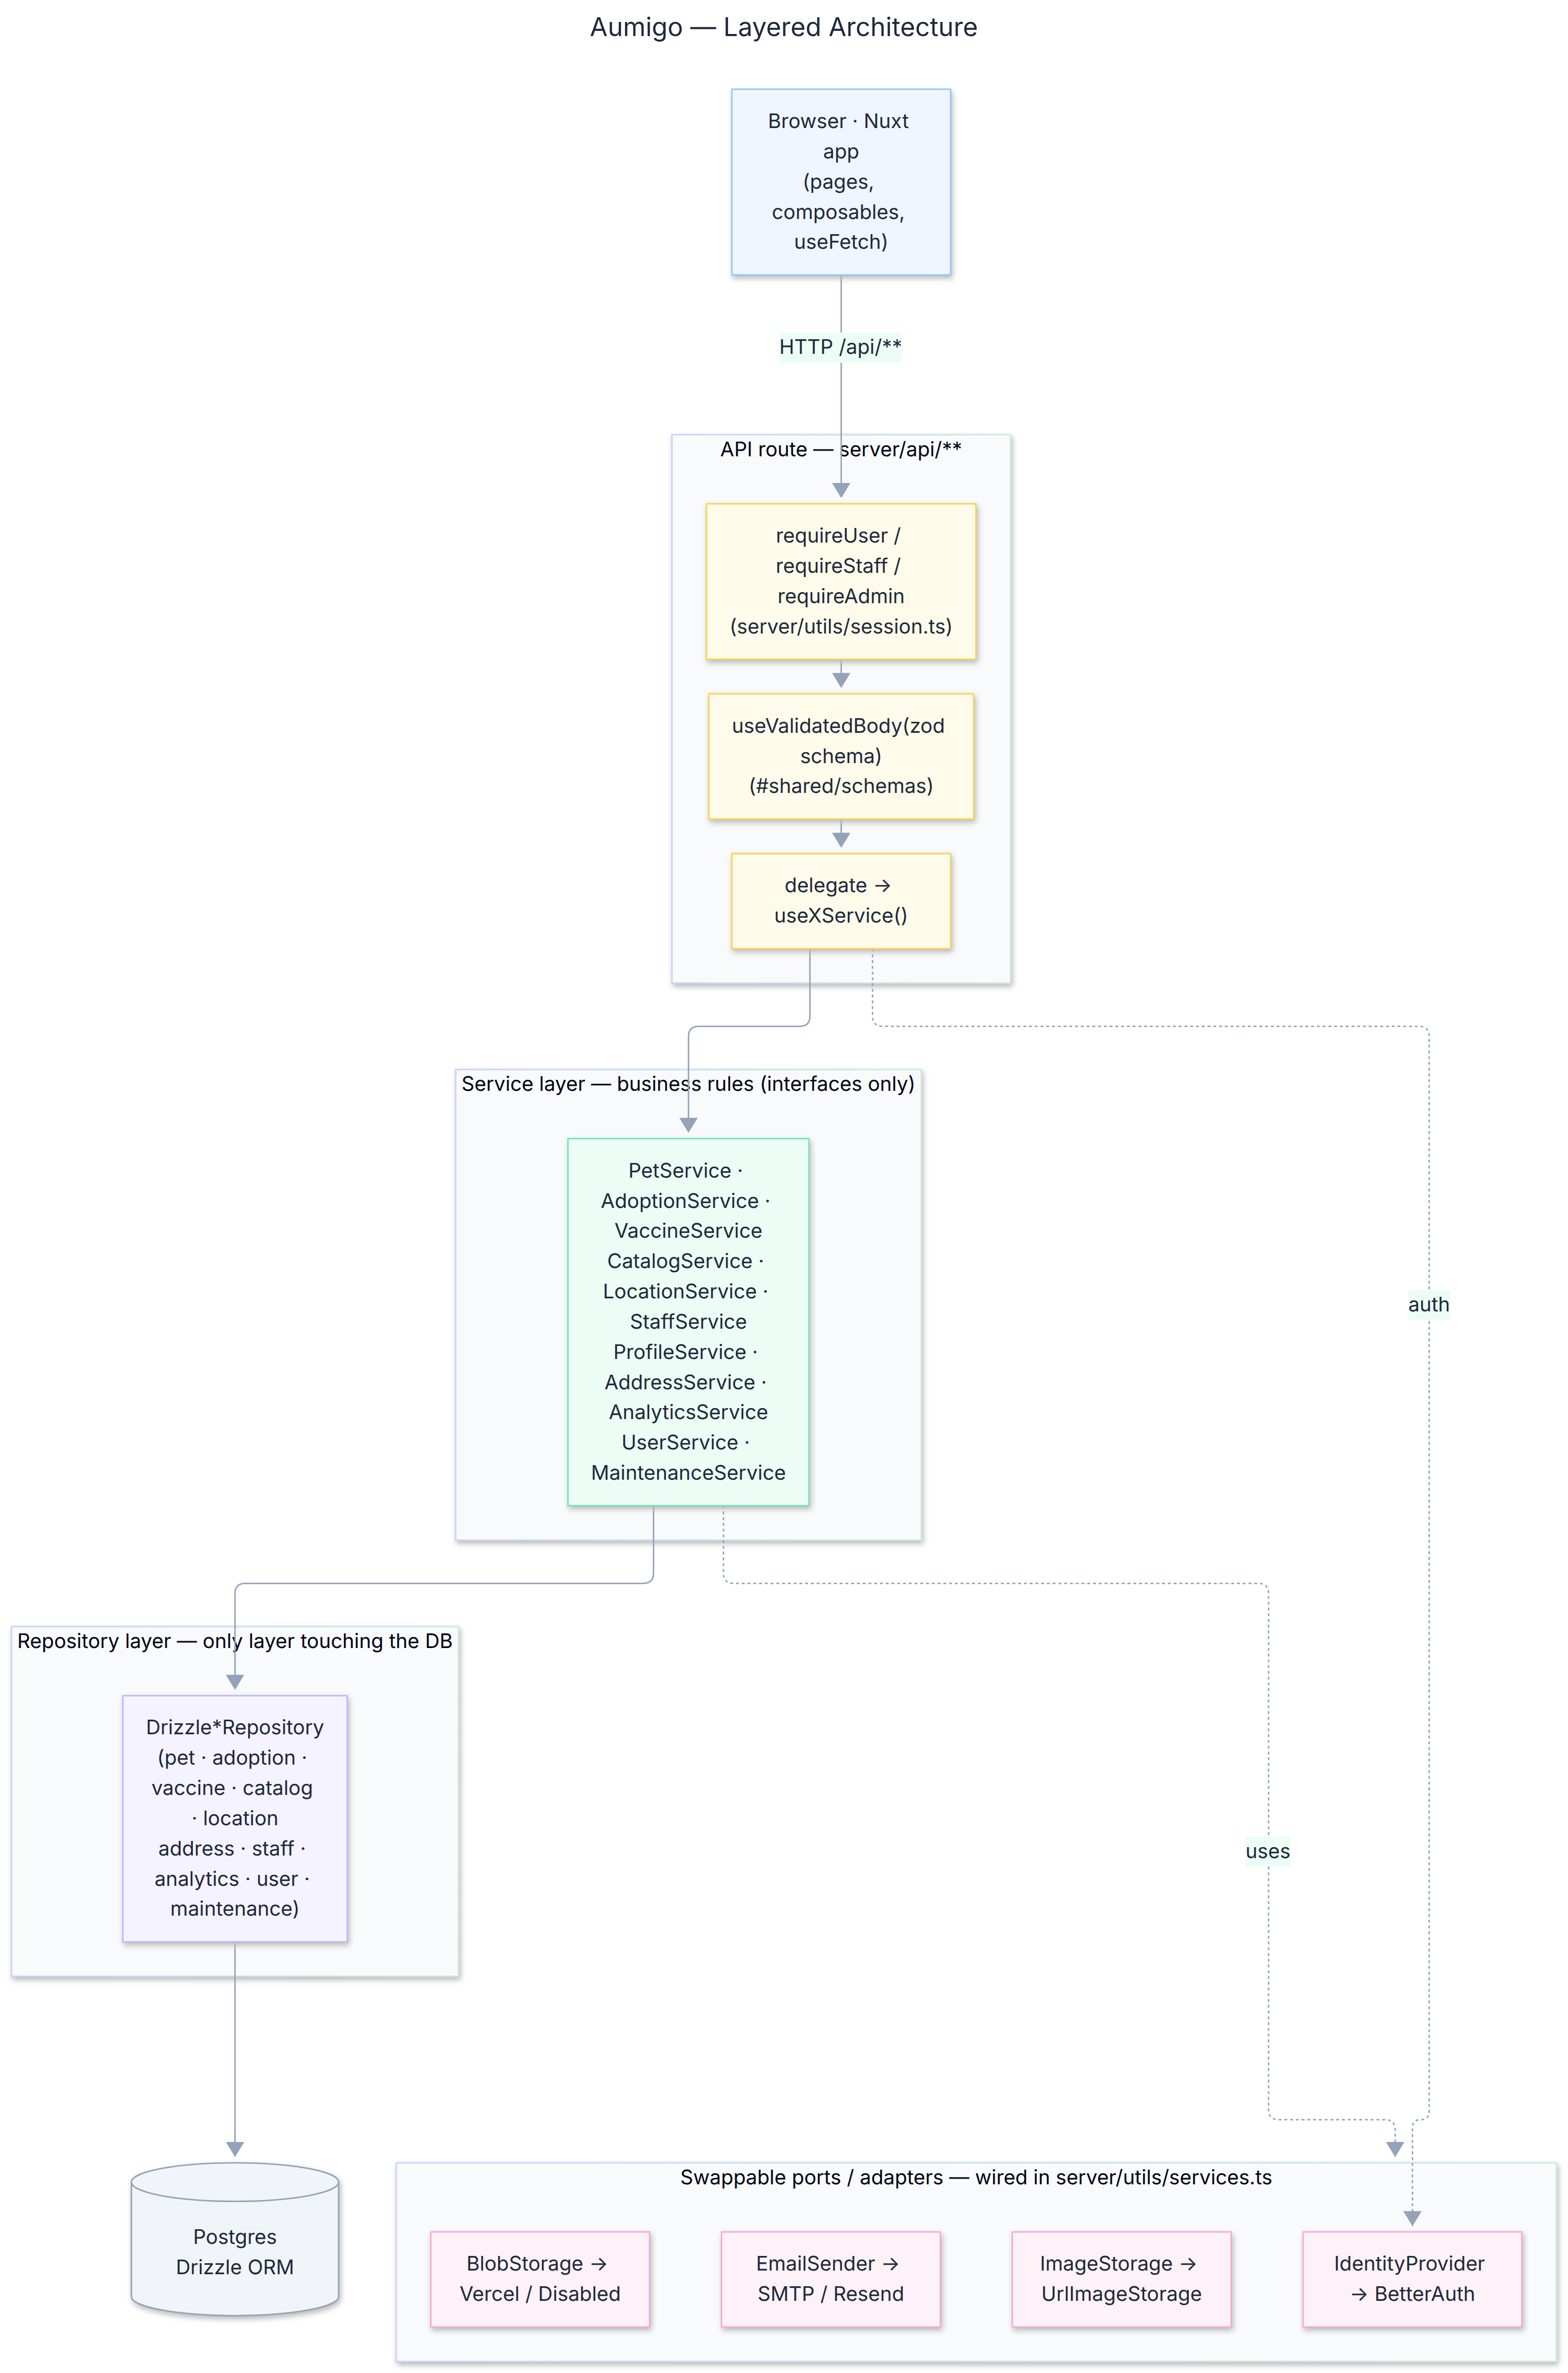 Aumigo — Layered Architecture
Browser · Nuxt
app
(pages,
composables,
useFetch)
HTTP /api/**
API route — server/api/**
requireUser /
requireStaff /
requireAdmin
(server/utils/session.ts)
useValidatedBody(zod
schema)
(#shared/schemas)
delegate →
useXService()
Service layer — business rules (interfaces only)
PetService ·
AdoptionService ·
VaccineService
CatalogService ·
LocationService ·
StaffService
ProfileService ·
AddressService ·
AnalyticsService
UserService ·
MaintenanceService
auth
Repository layer — only layer touching the DB
Drizzle*Repository
(pet · adoption ·
vaccine · catalog
· location
address · staff ·
analytics · user ·
maintenance)
uses
Postgres
Drizzle ORM
Swappable ports / adapters — wired in server/utils/services.ts
BlobStorage →
Vercel / Disabled
EmailSender →
SMTP / Resend
ImageStorage →
UrlImageStorage
IdentityProvider
→ BetterAuth